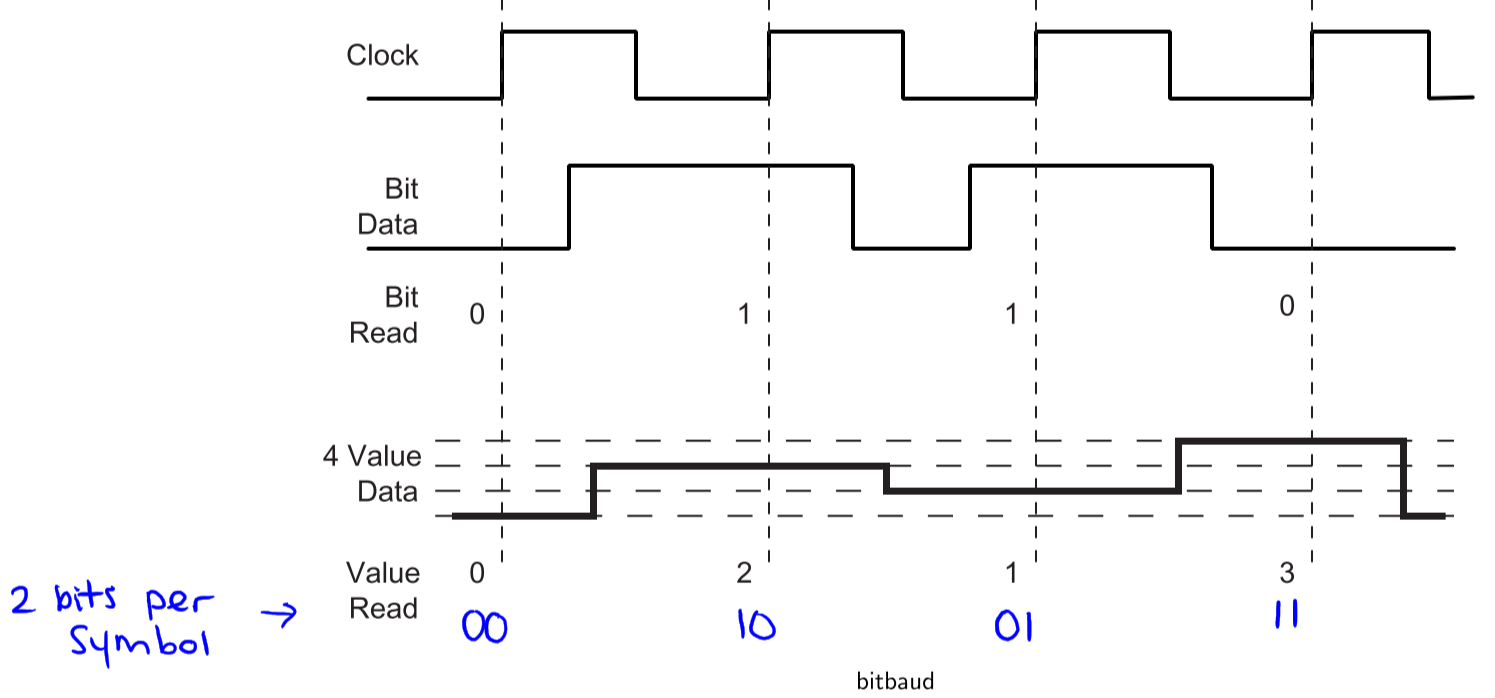 Clock
Bit
Data
Bit
Read
0 1 1 0
4 Value
Data
Value
Read
0 2 1 3
2 bits per
Symbol →
00 10 01 11
bitbaud